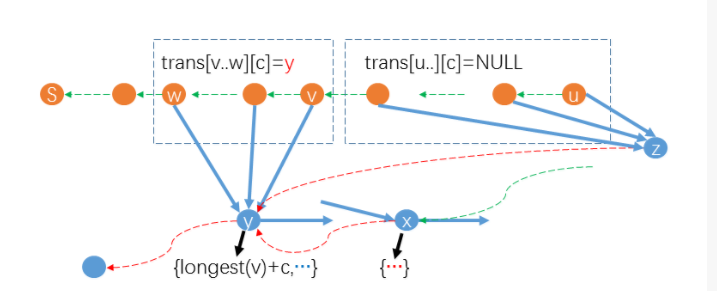 trans[v..w][c]=y
trans[u..][c]=NULL
S
w
v
u
z
y
x
{longest(v)+c,⋯}
{⋯}